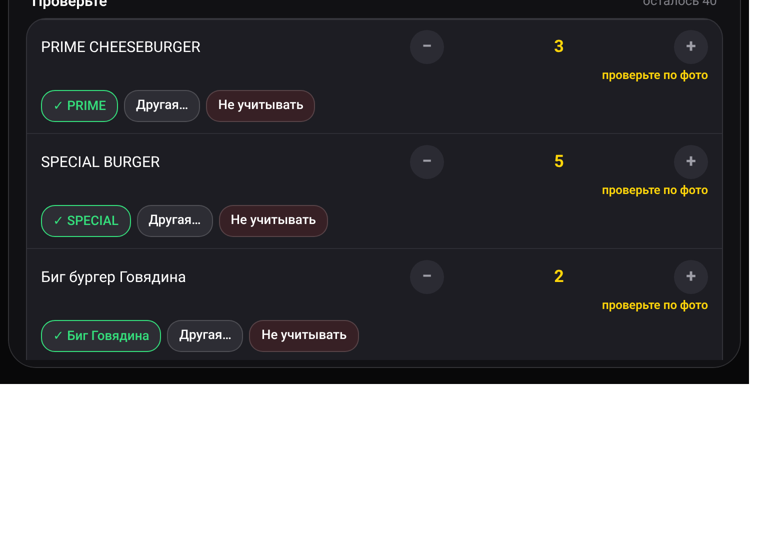 Проверьте осталось 40
PRIME CHEESEBURGER − 3 +
проверьте по фото
✓ PRIME Другая... Не учитывать
SPECIAL BURGER − 5 +
проверьте по фото
✓ SPECIAL Другая... Не учитывать
Биг бургер Говядина − 2 +
проверьте по фото
✓ Биг Говядина Другая... Не учитывать